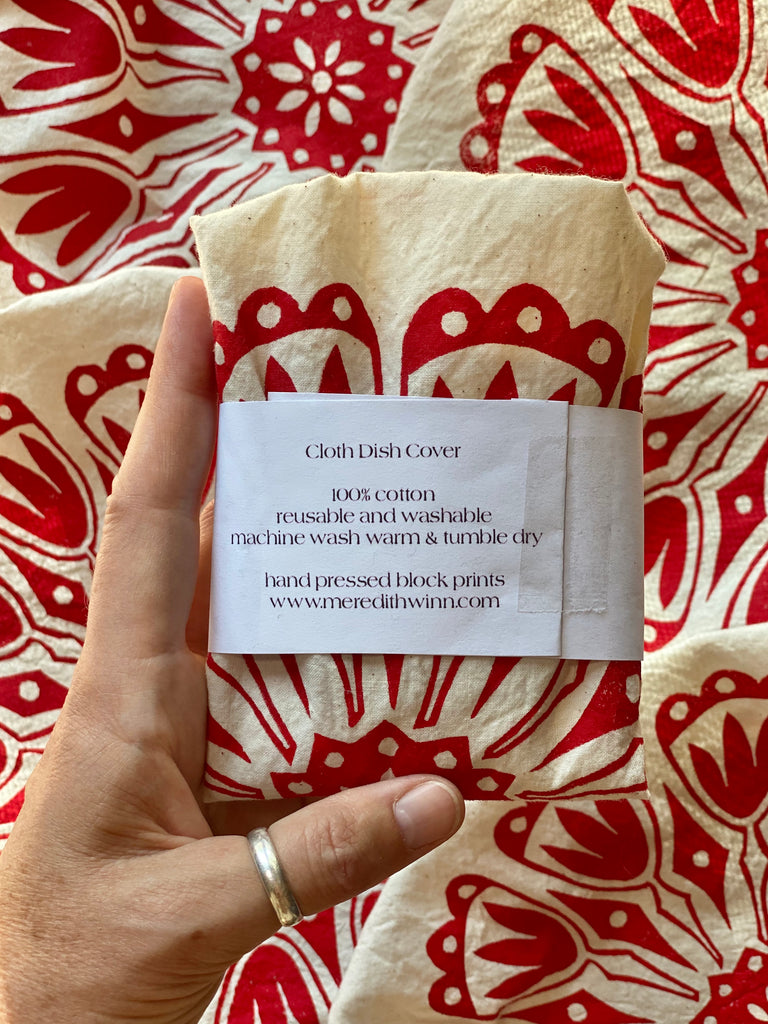 Cloth Dish Cover
100% cotton
reusable and washable
machine wash warm & tumble dry
hand pressed block prints
www.meredithwinn.com